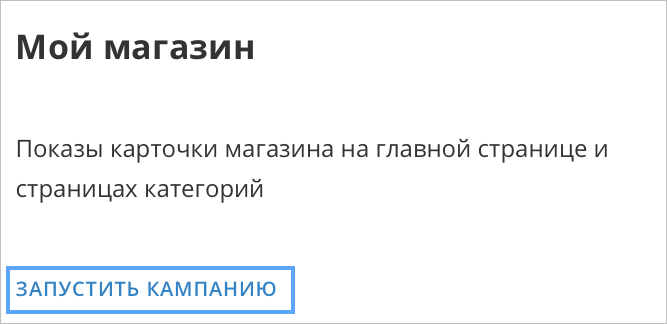 Мой магазин
Показы карточки магазина на главной странице и
страницах категорий
ЗАПУСТИТЬ КАМПАНИЮ